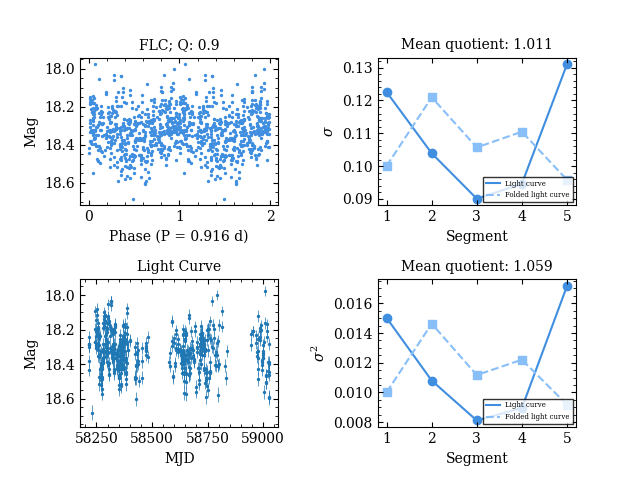 FLC; Q: 0.9
Mag
18.0
18.2
18.4
18.6
0
1
2
Phase (P = 0.916 d)
Mean quotient: 1.011
σ
0.13
0.12
0.11
0.10
0.09
1 2 3 4 5
Segment
Light curve
Folded light curve
Light Curve
Mag
18.0
18.2
18.4
18.6
58250 58500 58750 59000
MJD
Mean quotient: 1.059
σ²
0.016
0.014
0.012
0.010
0.008
1 2 3 4 5
Segment
Light curve
Folded light curve